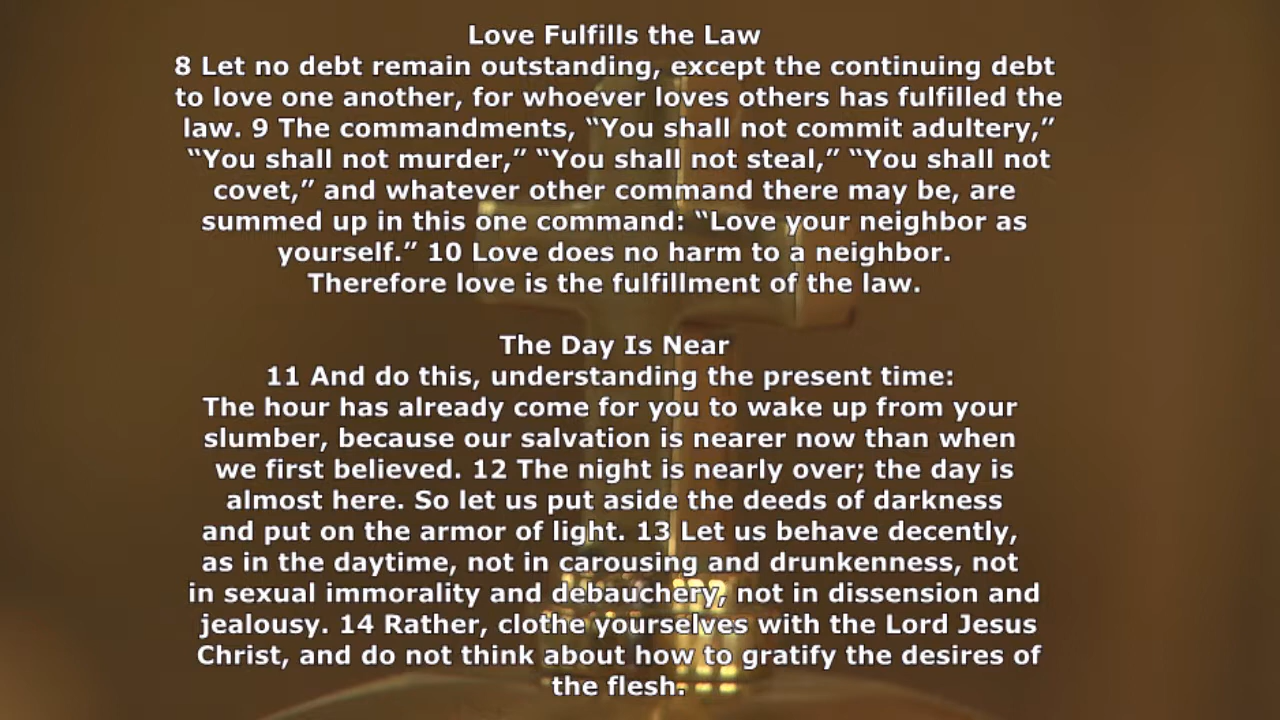 Love Fulfills the Law
8 Let no debt remain outstanding, except the continuing debt
to love one another, for whoever loves others has fulfilled the
law. 9 The commandments, “You shall not commit adultery,”
“You shall not murder,” “You shall not steal,” “You shall not
covet,” and whatever other command there may be, are
summed up in this one command: “Love your neighbor as
yourself.” 10 Love does no harm to a neighbor.
Therefore love is the fulfillment of the law.
The Day Is Near
11 And do this, understanding the present time:
The hour has already come for you to wake up from your
slumber, because our salvation is nearer now than when
we first believed. 12 The night is nearly over; the day is
almost here. So let us put aside the deeds of darkness
and put on the armor of light. 13 Let us behave decently,
as in the daytime, not in carousing and drunkenness, not
in sexual immorality and debauchery, not in dissension and
jealousy. 14 Rather, clothe yourselves with the Lord Jesus
Christ, and do not think about how to gratify the desires of
the flesh.